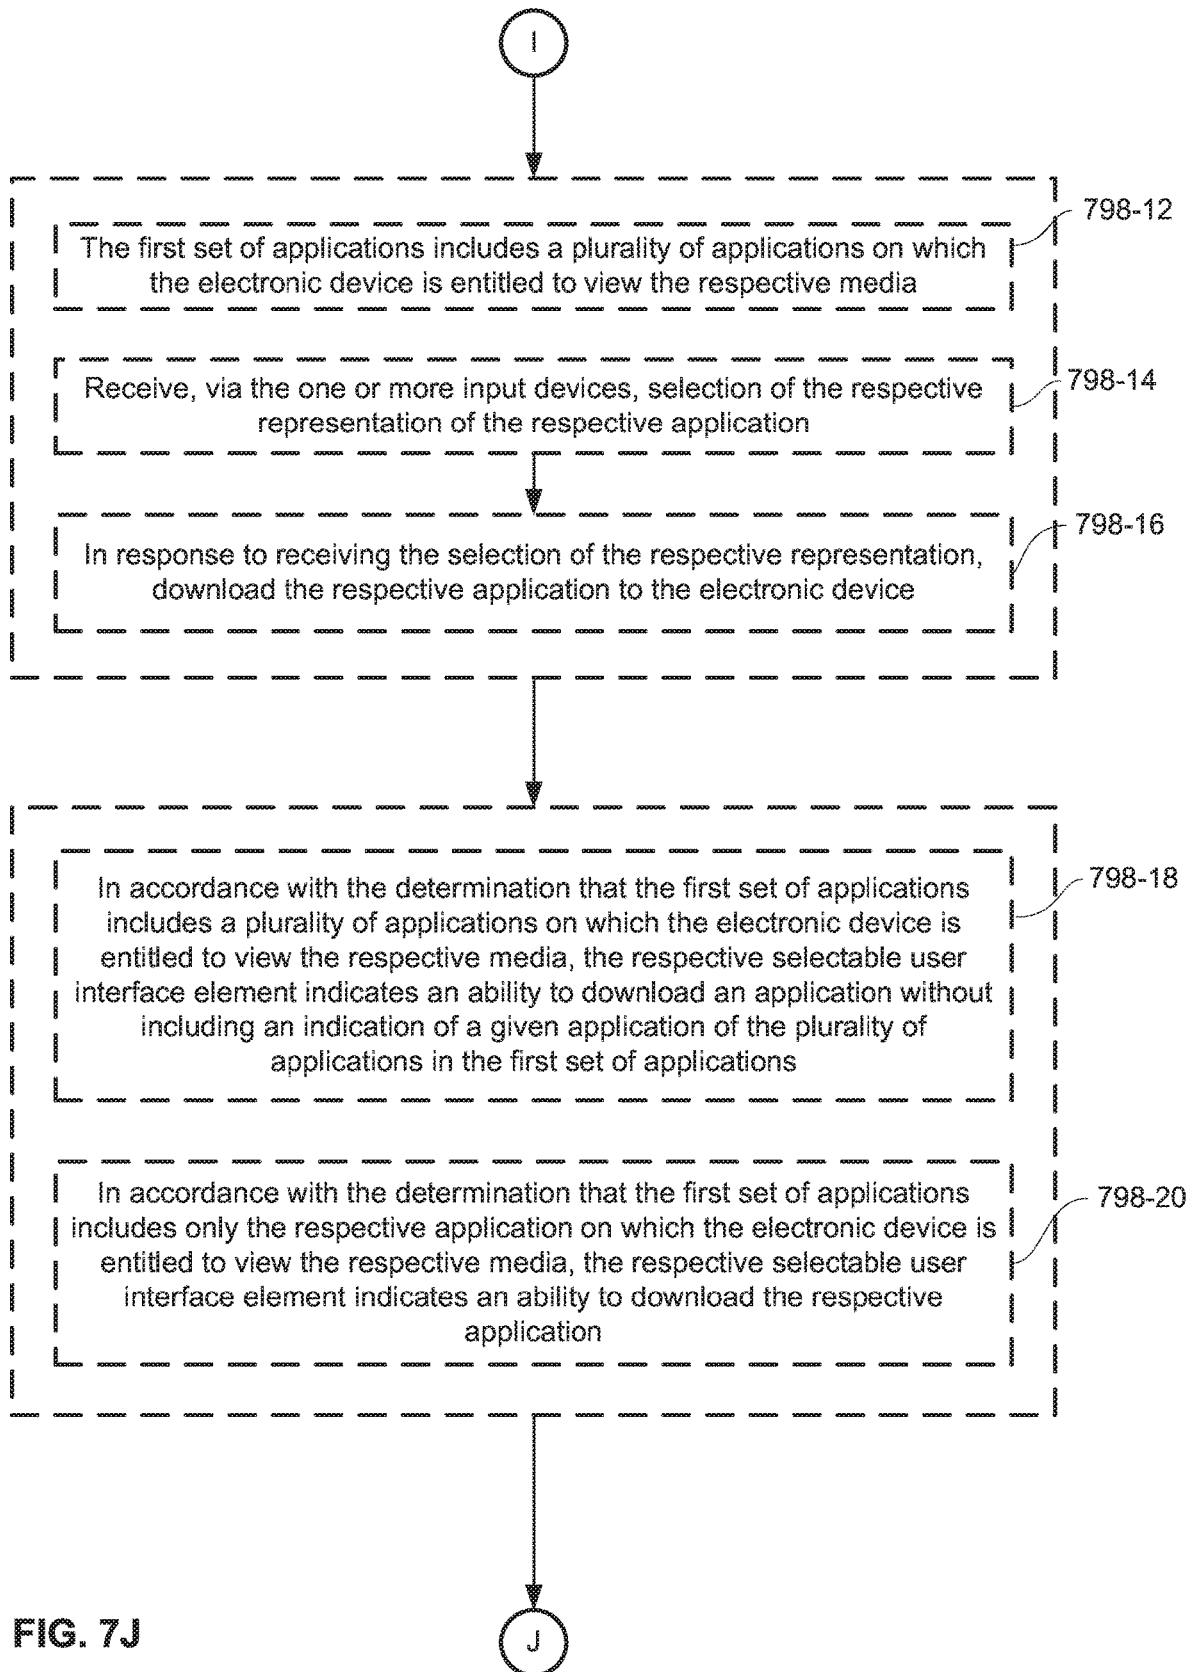 I
798-12
The first set of applications includes a plurality of applications on which
the electronic device is entitled to view the respective media
798-14
Receive, via the one or more input devices, selection of the respective
representation of the respective application
798-16
In response to receiving the selection of the respective representation,
download the respective application to the electronic device
798-18
In accordance with the determination that the first set of applications
includes a plurality of applications on which the electronic device is
entitled to view the respective media, the respective selectable user
interface element indicates an ability to download an application without
including an indication of a given application of the plurality of
applications in the first set of applications
798-20
In accordance with the determination that the first set of applications
includes only the respective application on which the electronic device is
entitled to view the respective media, the respective selectable user
interface element indicates an ability to download the respective
application
FIG. 7J
J